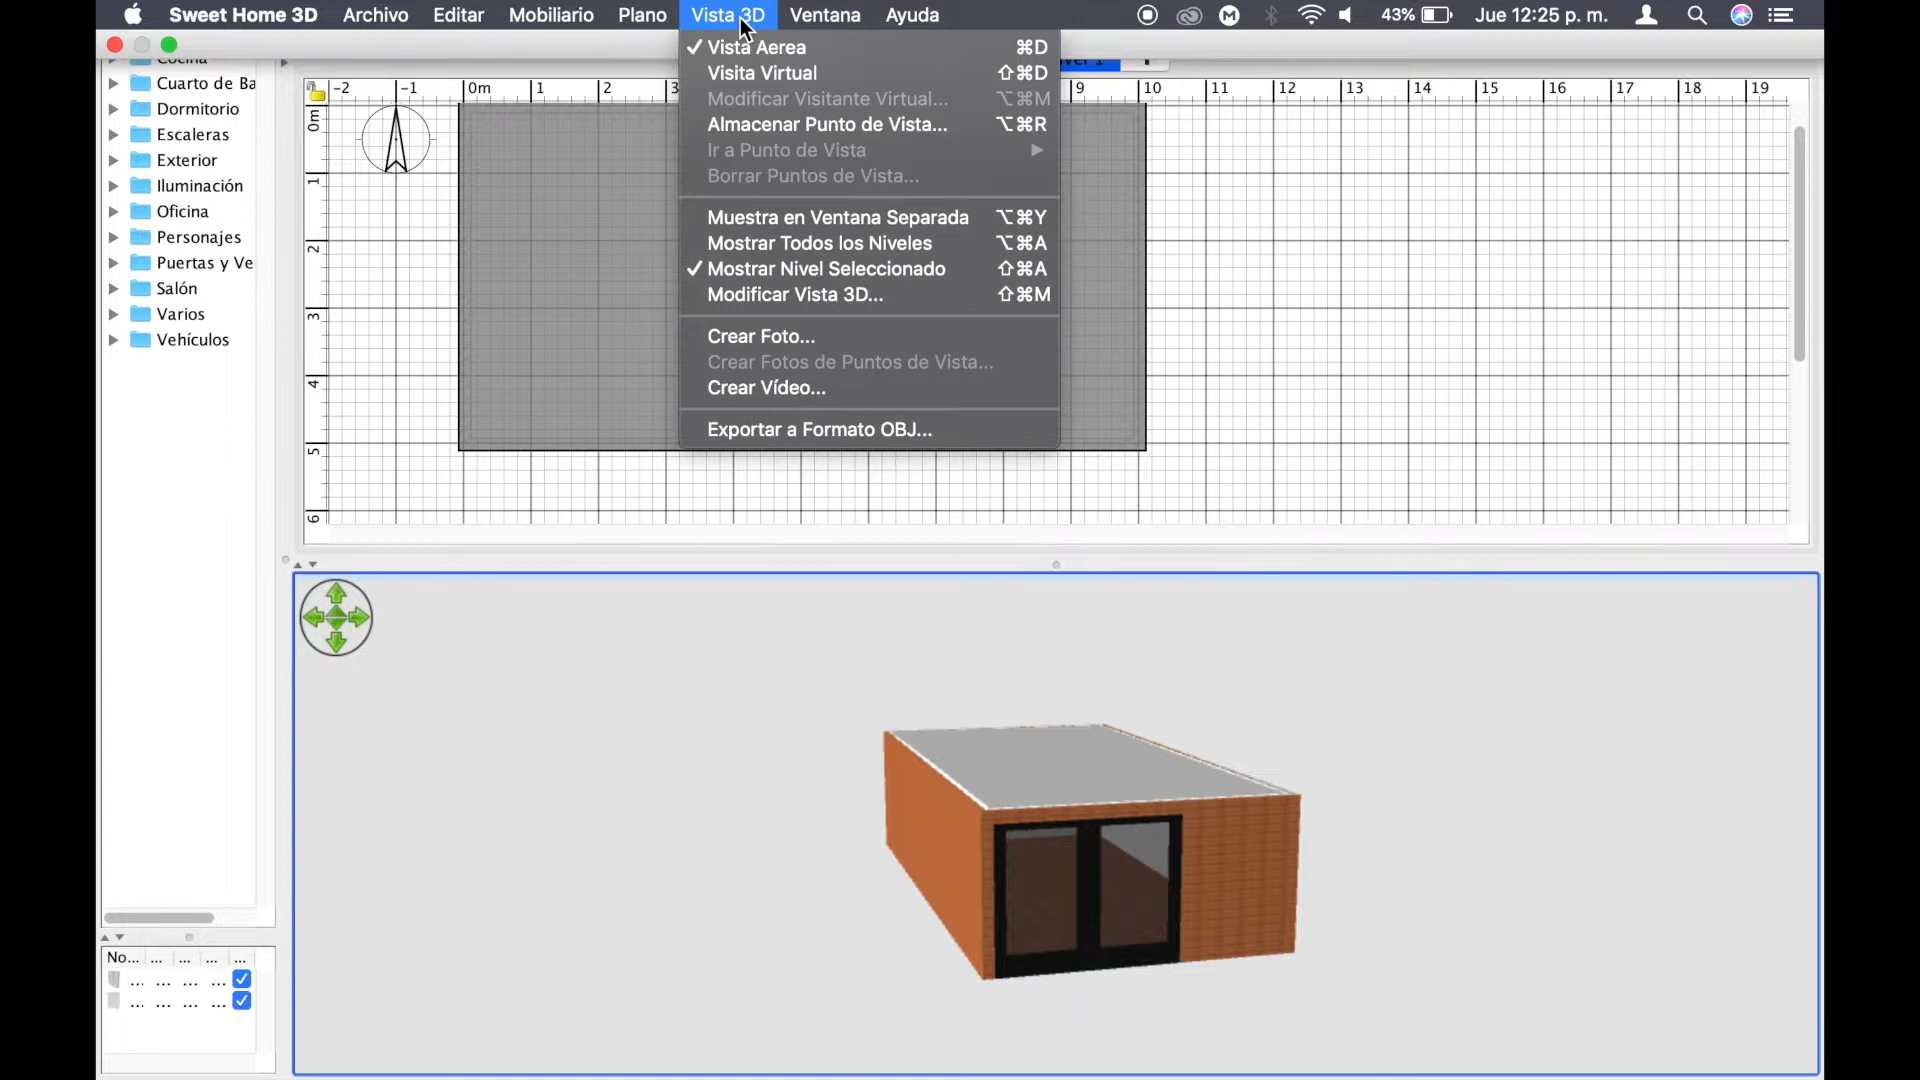 Sweet Home 3D Archivo Editar Mobiliario Plano Vista 3D Ventana Ayuda 43% Jue 12:25 p. m.
Vista Aerea ⌘D
Visita Virtual ⇧⌘D
Modificar Visitante Virtual... ⌥⌘M
Almacenar Punto de Vista... ⌥⌘R
Ir a Punto de Vista
Borrar Puntos de Vista...
Muestra en Ventana Separada ⌥⌘Y
Mostrar Todos los Niveles ⌥⌘A
Mostrar Nivel Seleccionado ⇧⌘A
Modificar Vista 3D... ⇧⌘M
Crear Foto...
Crear Fotos de Puntos de Vista...
Crear Vídeo...
Exportar a Formato OBJ...
Cocina
Cuarto de Ba
Dormitorio
Escaleras
Exterior
Iluminación
Oficina
Personajes
Puertas y Ve
Salón
Varios
Vehículos
-2 -1 0m 1 2 3 9 10 11 12 13 14 15 16 17 18 19
0m
1
2
3
4
5
6
No... ... ... ... ...
... ... ... ...
... ... ... ...